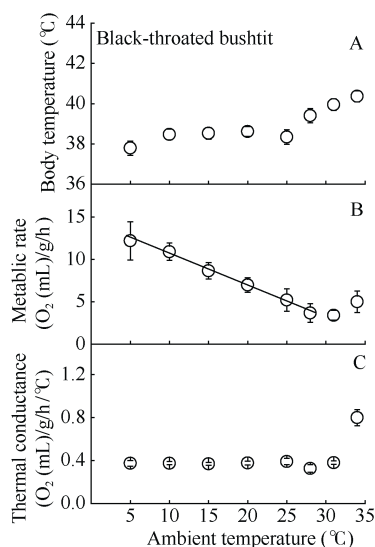 Black-throated bushtit
A
Body temperature (℃)
44
42
40
38
36
B
Metablic rate
(O₂ (mL)/g/h)
15
10
5
0
C
Thermal conductance
(O₂ (mL)/g/h/℃)
1.2
0.8
0.4
0.0
5 10 15 20 25 30 35
Ambient temperature (℃)